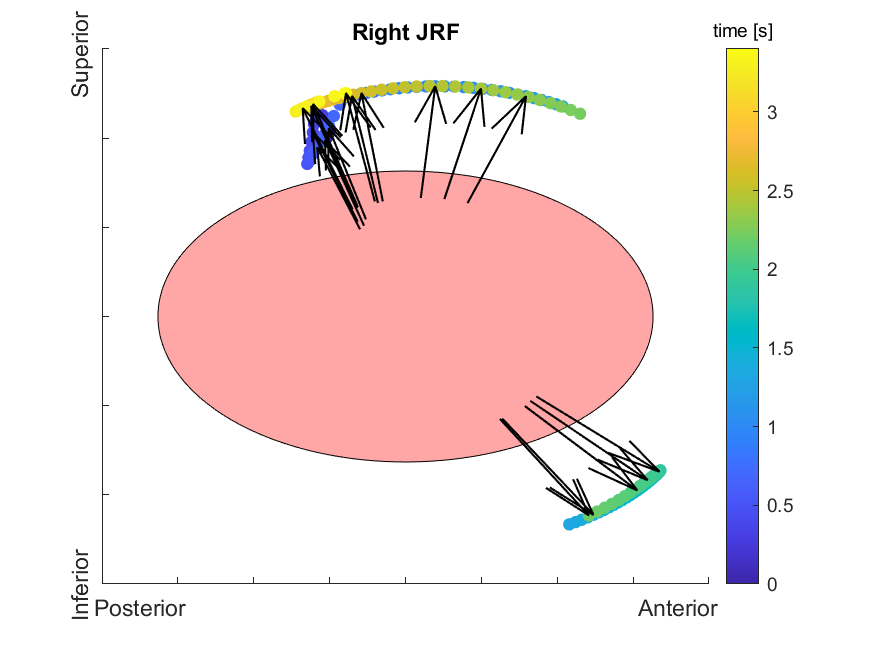 Right JRF
time [s]
Superior
Inferior
Posterior
Anterior
3
2.5
2
1.5
1
0.5
0